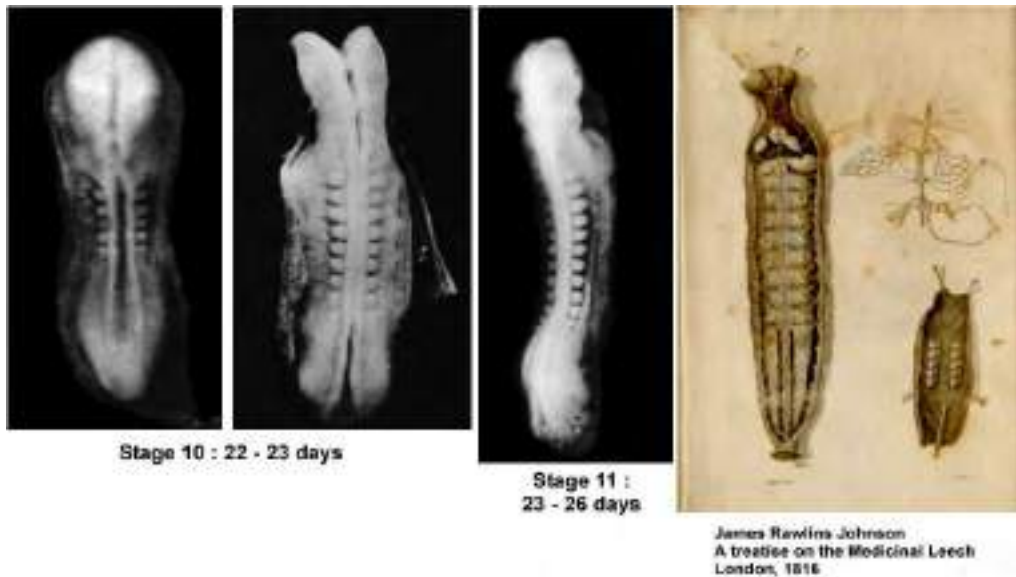 Stage 10 : 22 - 23 days
Stage 11 :
23 - 26 days
James Rawlins Johnson
A treatise on the Medicinal Leech
London, 1816